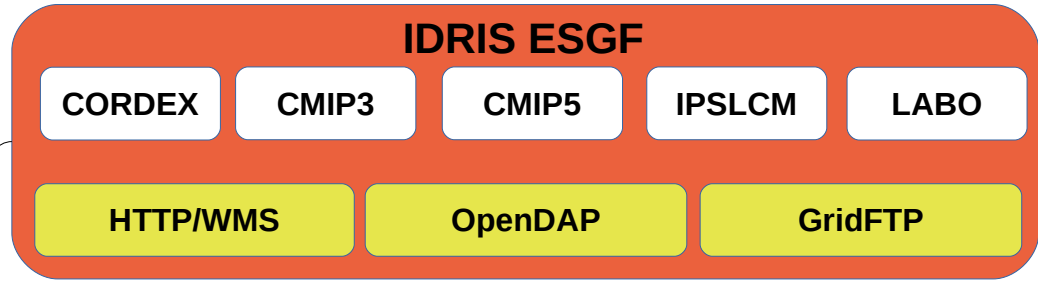 IDRIS ESGF
CORDEX CMIP3 CMIP5 IPSLCM LABO
HTTP/WMS OpenDAP GridFTP